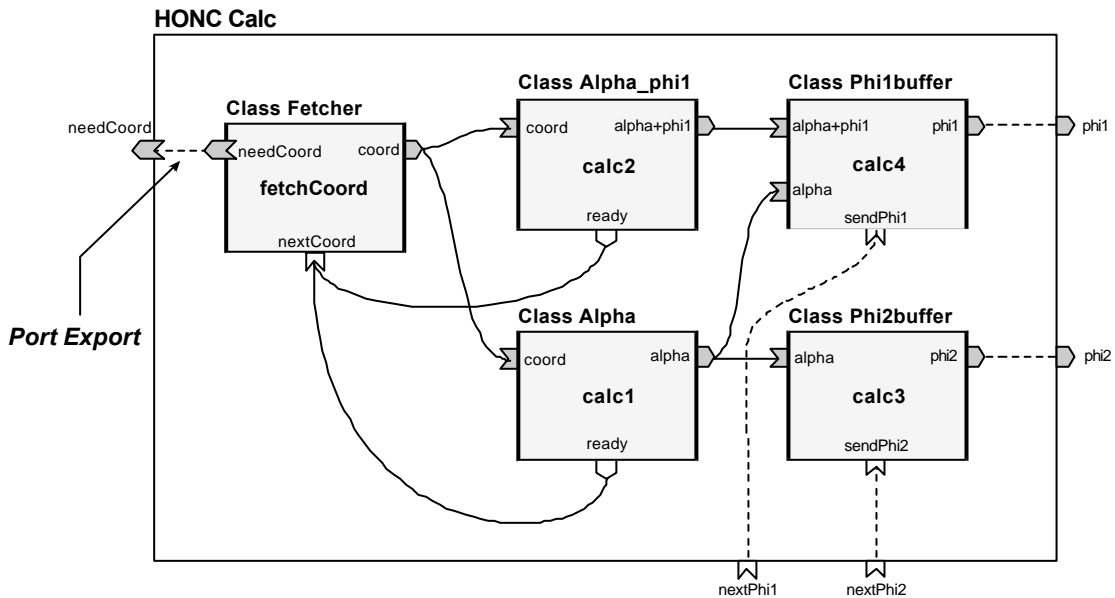 HONC Calc
Class Fetcher
needCoord
needCoord
coord
fetchCoord
nextCoord
Port Export
Class Alpha_phi1
coord
alpha+phi1
calc2
ready
Class Phi1buffer
alpha+phi1
phi1
calc4
alpha
sendPhi1
phi1
Class Alpha
coord
alpha
calc1
ready
Class Phi2buffer
alpha
phi2
calc3
sendPhi2
phi2
nextPhi1
nextPhi2